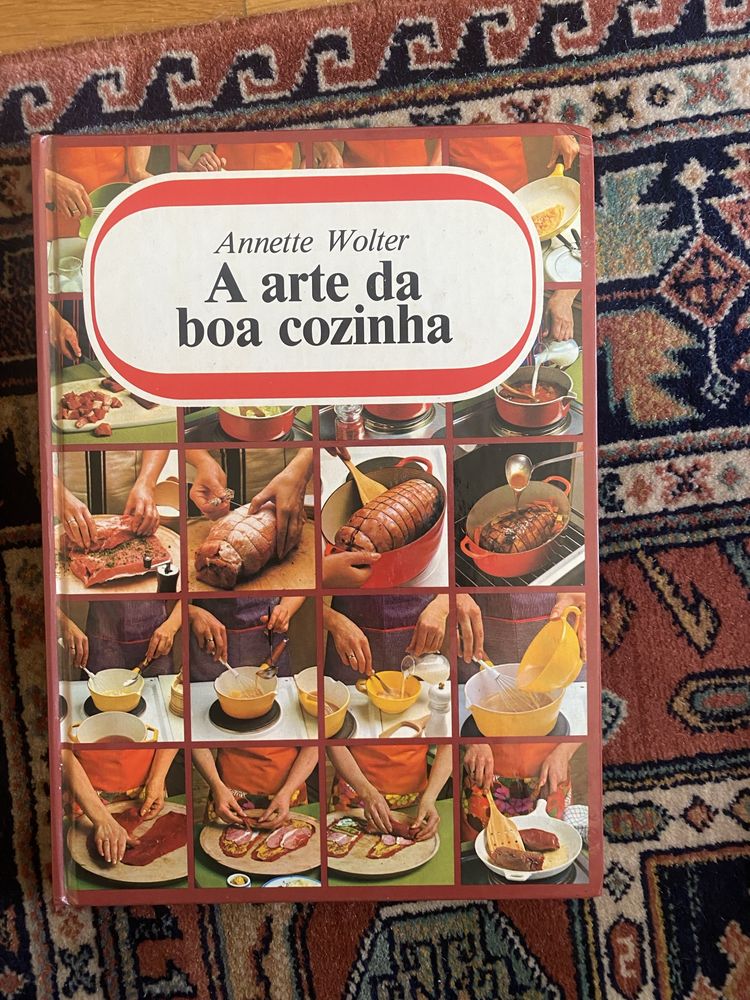 Annette Wolter
A arte da
boa cozinha